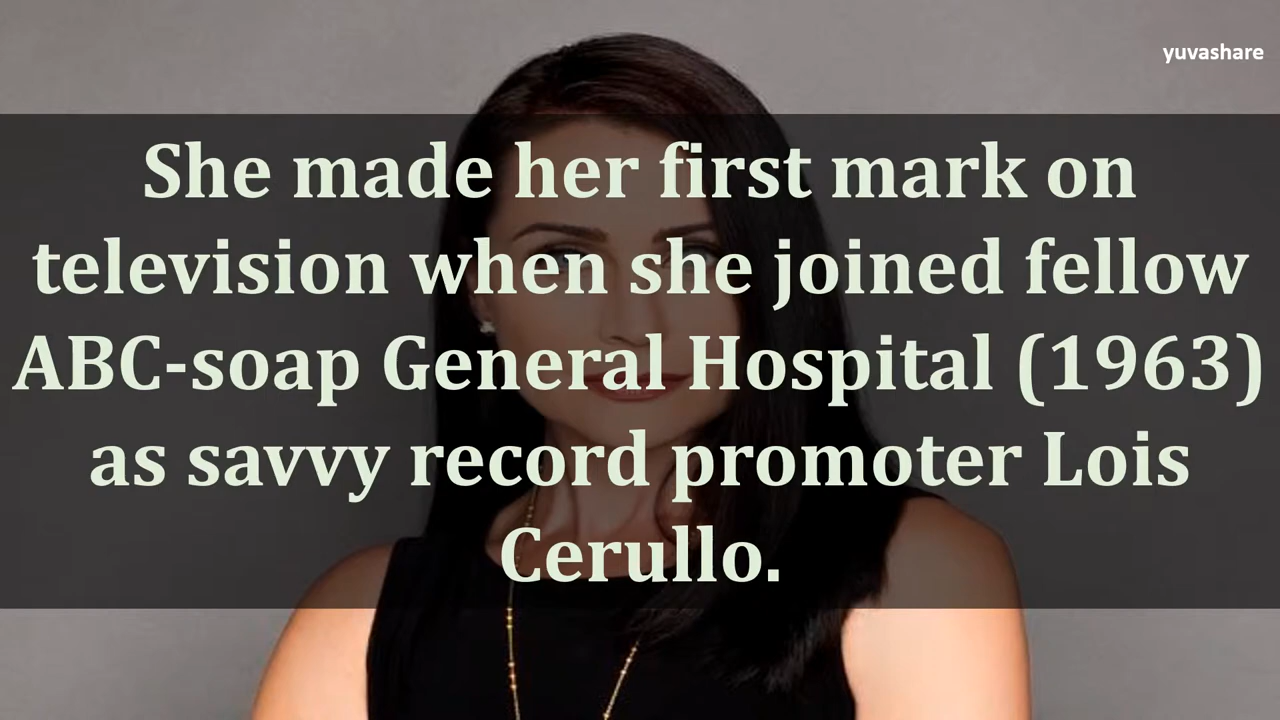 yuvashare
She made her first mark on
television when she joined fellow
ABC-soap General Hospital (1963)
as savvy record promoter Lois
Cerullo.